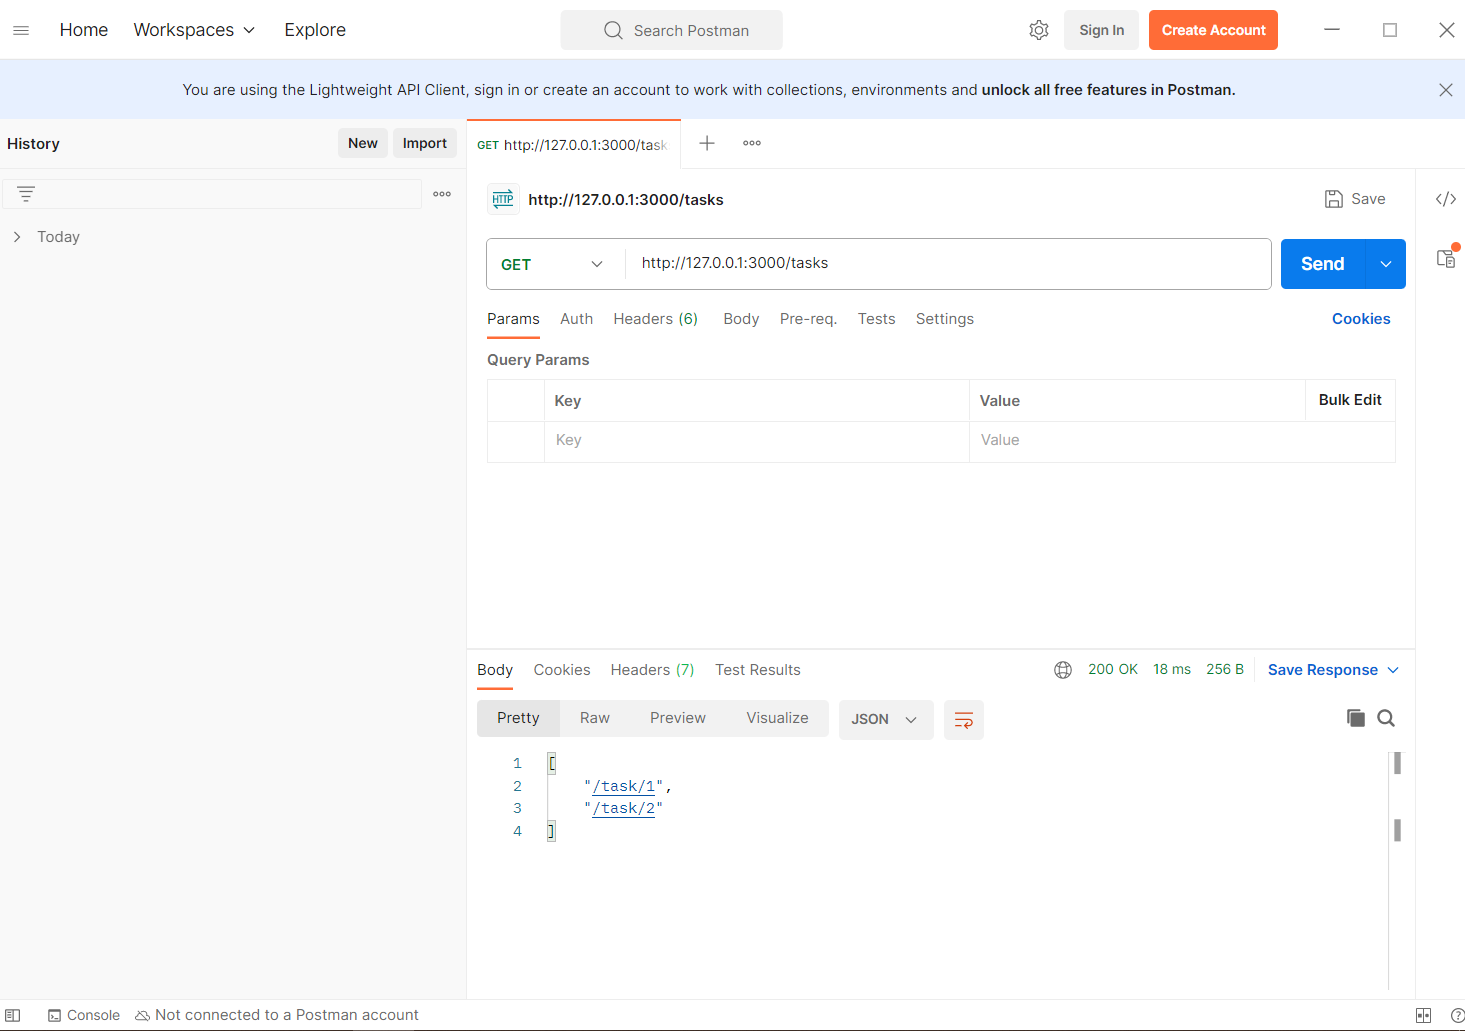 Home Workspaces Explore Search Postman Sign In Create Account
You are using the Lightweight API Client, sign in or create an account to work with collections, environments and unlock all free features in Postman.
History New Import
Today
GET http://127.0.0.1:3000/task
HTTP http://127.0.0.1:3000/tasks Save
GET http://127.0.0.1:3000/tasks Send
Params Auth Headers (6) Body Pre-req. Tests Settings Cookies
Query Params
Key Value Bulk Edit
Key Value
Body Cookies Headers (7) Test Results 200 OK 18 ms 256 B Save Response
Pretty Raw Preview Visualize JSON
1 [
2 "/task/1",
3 "/task/2"
4 ]
Console Not connected to a Postman account